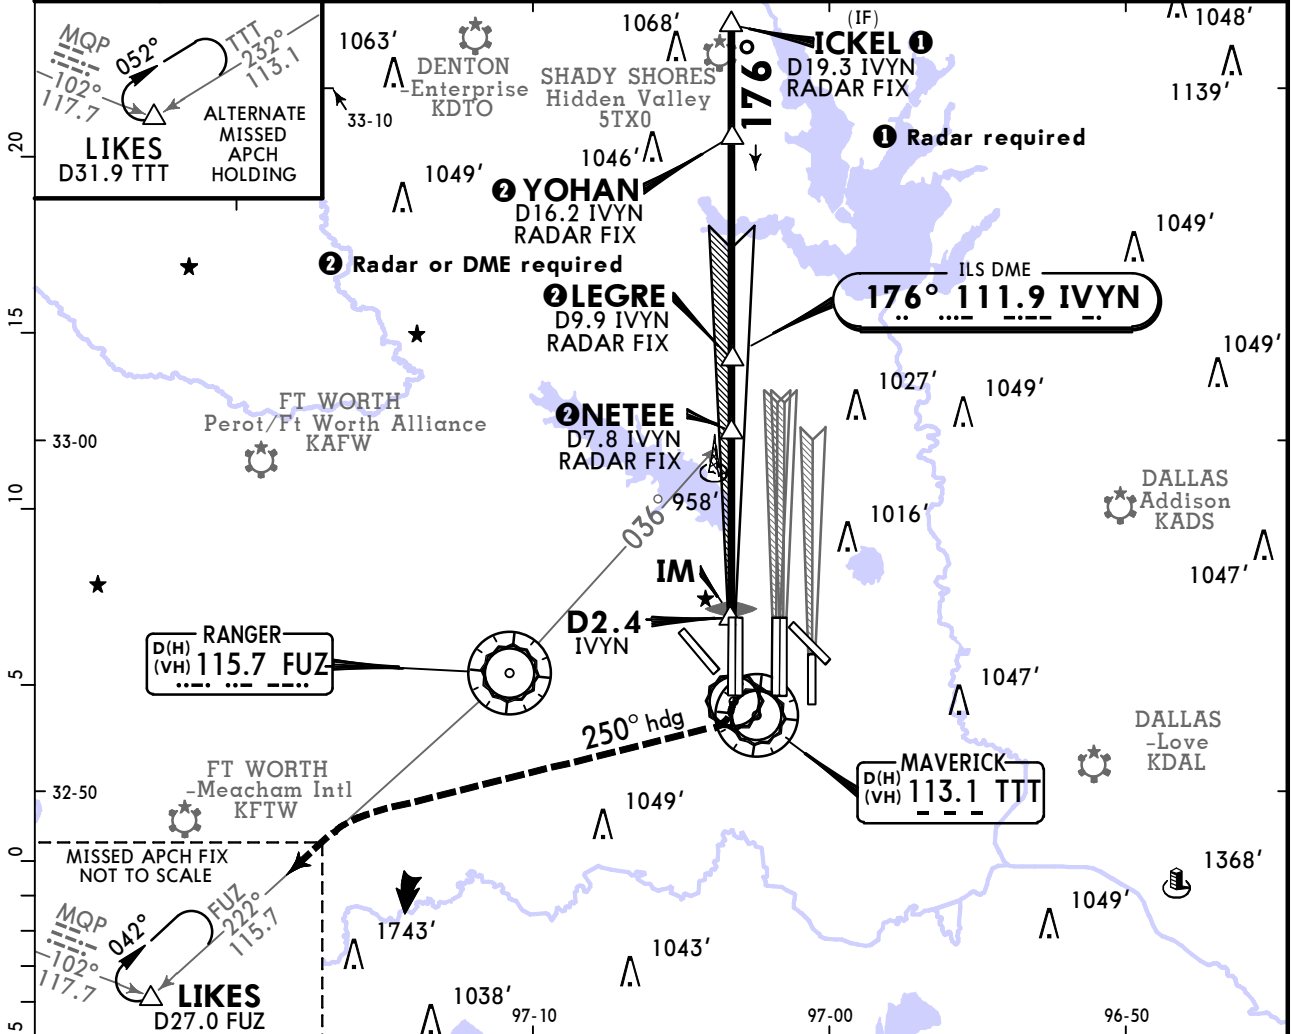 MQP
102°
117.7
052°
TTT
232°
113.1
LIKES
D31.9 TTT
ALTERNATE
MISSED
APCH
HOLDING
1063'
33-10
DENTON
-Enterprise
KDTO
1068'
SHADY SHORES
Hidden Valley
5TX0
1046'
176°
(IF)
ICKEL ❶
D19.3 IVYN
RADAR FIX
1048'
1139'
❶ Radar required
1049'
❷ YOHAN
D16.2 IVYN
RADAR FIX
❷ Radar or DME required
1049'
ILS DME
176° 111.9 IVYN
❷ LEGRE
D9.9 IVYN
RADAR FIX
1049'
1027'
1049'
FT WORTH
Perot/Ft Worth Alliance
KAFW
33-00
❷ NETEE
D7.8 IVYN
RADAR FIX
958'
036°
1016'
DALLAS
Addison
KADS
1047'
IM
D2.4
IVYN
RANGER
D(H)
(VH) 115.7 FUZ
1047'
250° hdg
DALLAS
-Love
KDAL
MAVERICK
D(H)
(VH) 113.1 TTT
FT WORTH
-Meacham Intl
KFTW
32-50
1049'
MISSED APCH FIX
NOT TO SCALE
MQP
102°
117.7
042°
FUZ
222°
115.7
LIKES
D27.0 FUZ
1743'
1038'
1043'
1049'
1368'
97-10
97-00
96-50
20
15
10
5
0
5